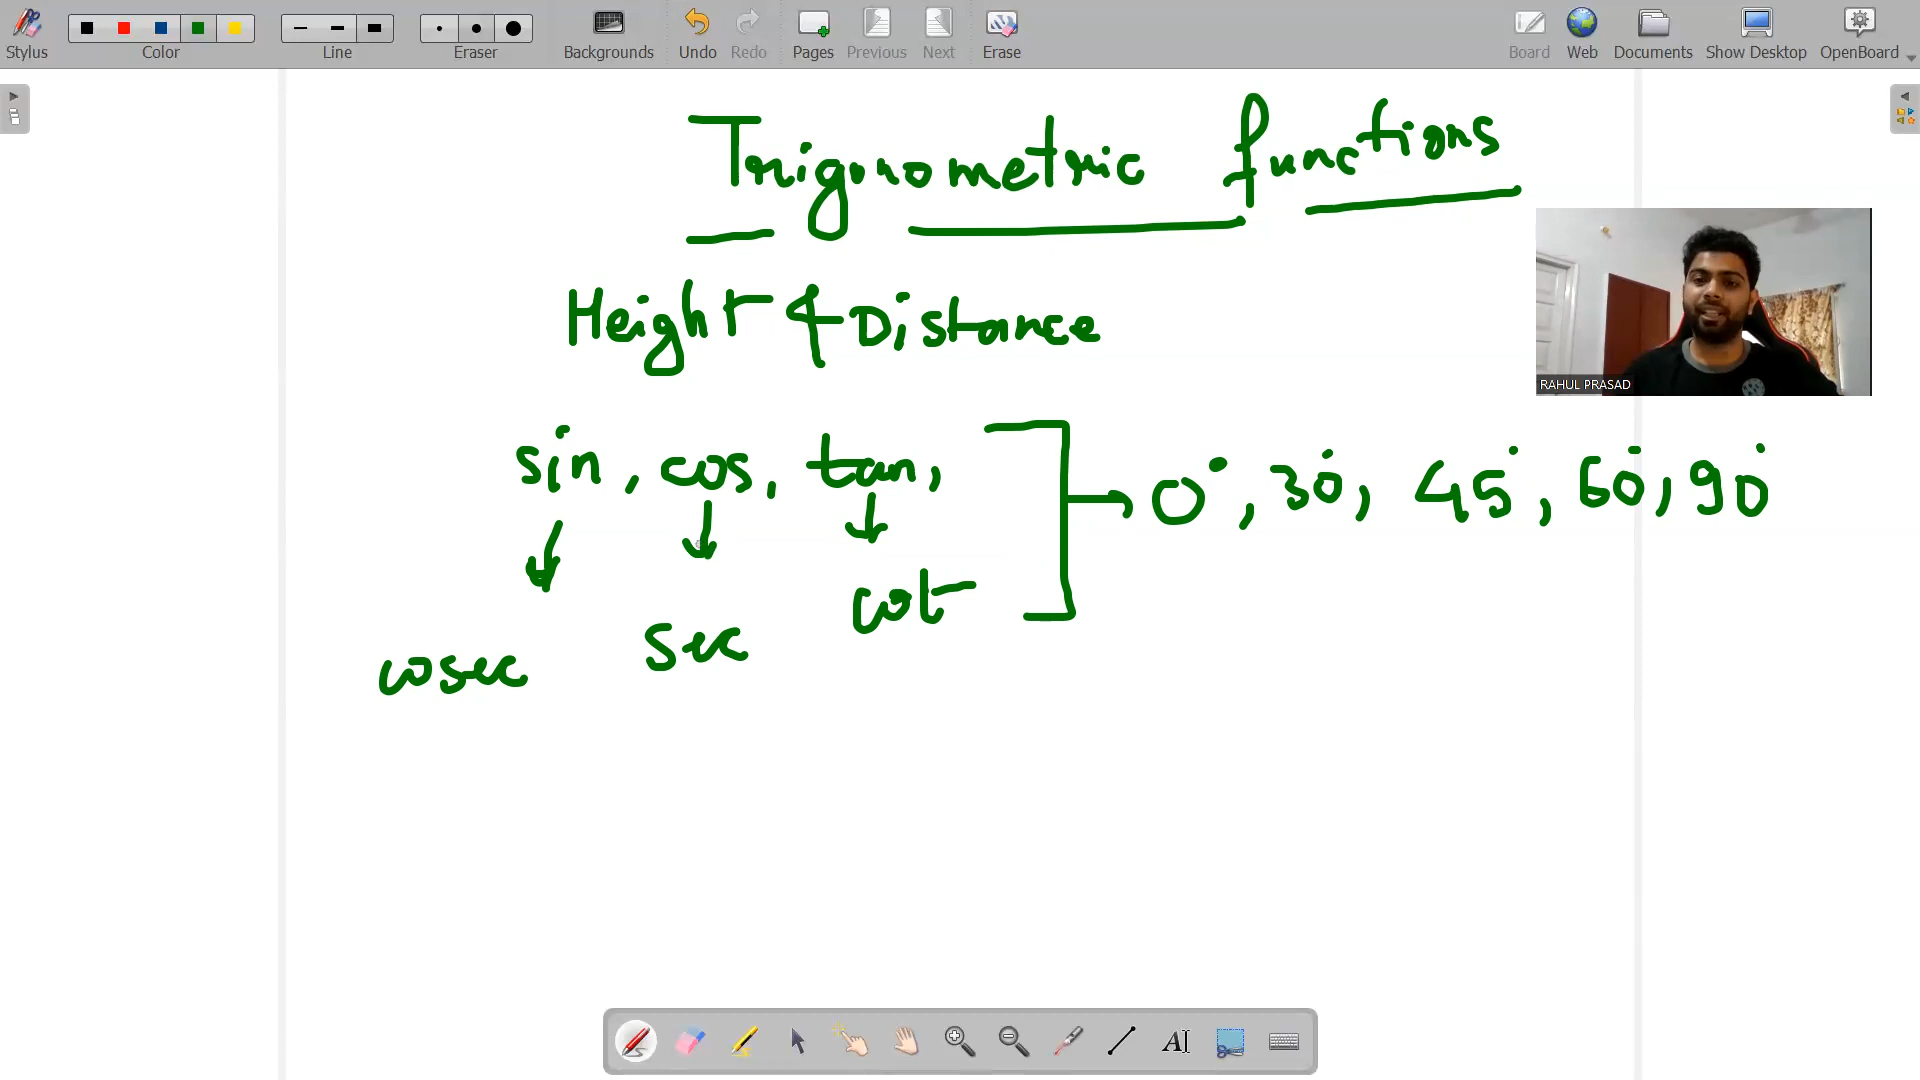 Stylus Color Line Eraser Backgrounds Undo Redo Pages Previous Next Erase Board Web Documents Show Desktop OpenBoard
Trigonometric functions
Height & Distance
RAHUL PRASAD
sin, cos, tan, 0°, 30°, 45°, 60°, 90°
cosec sec cot